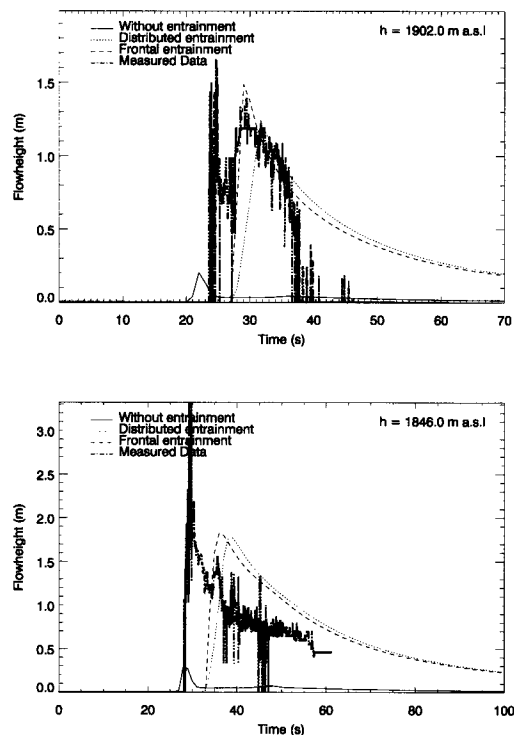 h = 1902.0 m a.s.l
Without entrainment
Distributed entrainment
Frontal entrainment
Measured Data
Flowheight (m)
1.5
1.0
0.5
0.0
0 10 20 30 40 50 60 70
Time (s)
h = 1846.0 m a.s.l
Without entrainment
Distributed entrainment
Frontal entrainment
Measured Data
Flowheight (m)
3.0
2.5
2.0
1.5
1.0
0.5
0.0
0 20 40 60 80 100
Time (s)